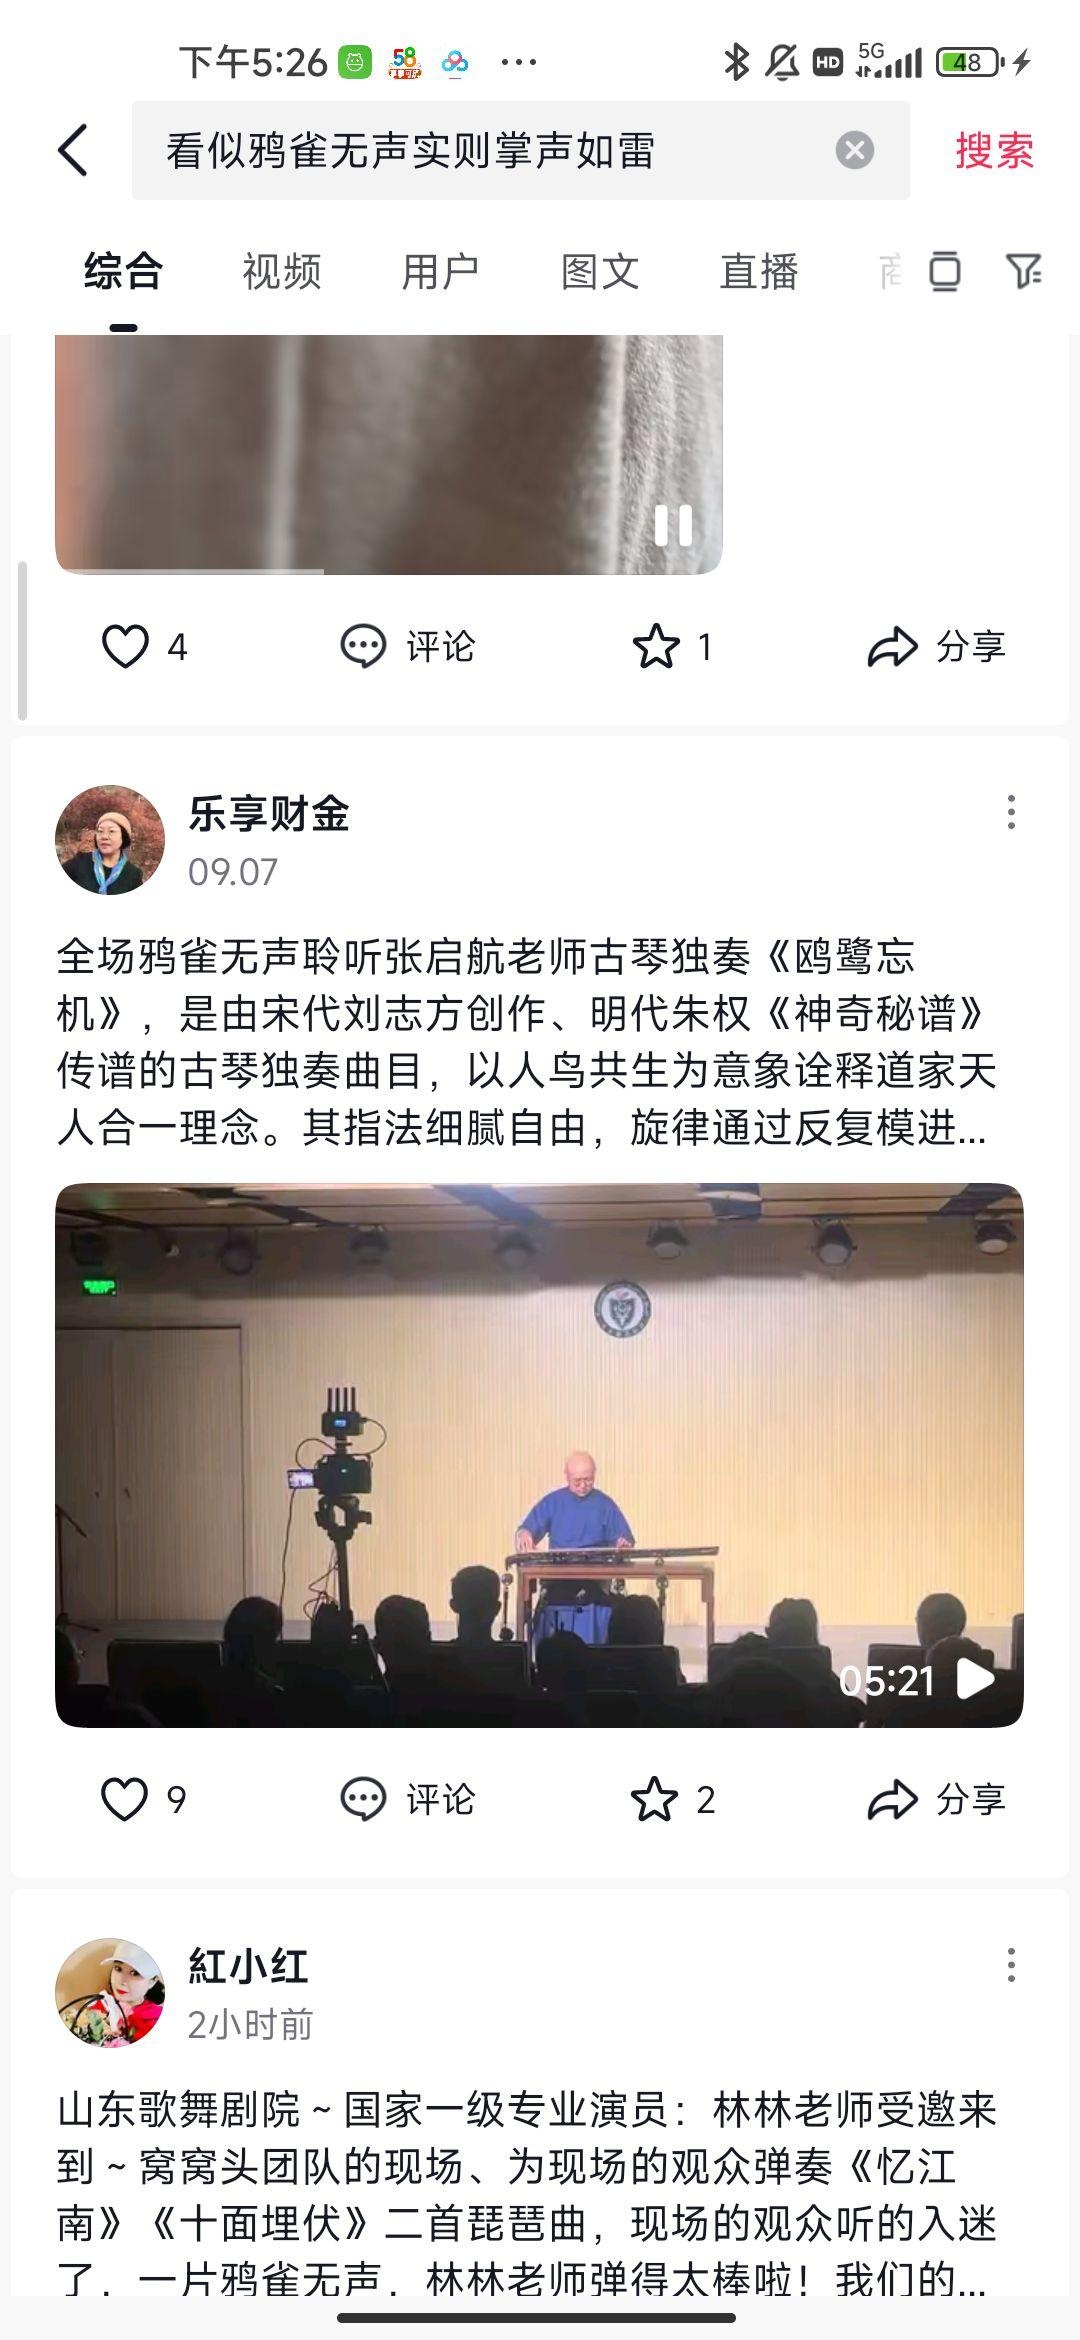 下午5:26
58
HD
5G
48
看似鸦雀无声实则掌声如雷
搜索
综合
视频
用户
图文
直播
4
评论
1
分享
乐享财金
09.07
全场鸦雀无声聆听张启航老师古琴独奏《鸥鹭忘
机》，是由宋代刘志方创作、明代朱权《神奇秘谱》
传谱的古琴独奏曲目，以人鸟共生为意象诠释道家天
人合一理念。其指法细腻自由，旋律通过反复模进...
05:21
9
评论
2
分享
紅小红
2小时前
山东歌舞剧院～国家一级专业演员：林林老师受邀来
到～窝窝头团队的现场、为现场的观众弹奏《忆江
南》《十面埋伏》二首琵琶曲，现场的观众听的入迷
了．一片鸦雀无声．林林老师弹得太棒啦！我们的...